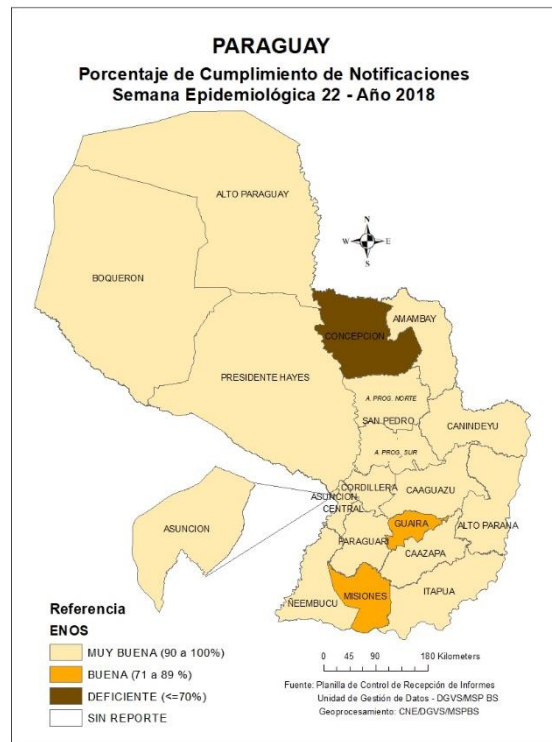 PARAGUAY
Porcentaje de Cumplimiento de Notificaciones
Semana Epidemiológica 22 - Año 2018
ALTO PARAGUAY
N
W E
S
BOQUERON
CONCEPCION
AMAMBAY
PRESIDENTE HAYES
A. PROG. NORTE
SAN PEDRO
CANINDEYU
A. PROG. SUR
CORDILLERA
ASUNCION
CENTRAL
CAAGUAZU
ASUNCION
GUAIRA
ALTO PARANA
PARAGUARI
CAAZAPA
ÑEEMBUCU
MISIONES
ITAPUA
Referencia
ENOS
MUY BUENA (90 a 100%)
BUENA (71 a 89 %)
DEFICIENTE (<=70%)
SIN REPORTE
0 45 90 180 Kilometers
Fuente: Planilla de Control de Recepción de Informes
Unidad de Gestión de Datos - DGVS/MSP BS
Geoprocesamiento: CNE/DGVS/MSPBS